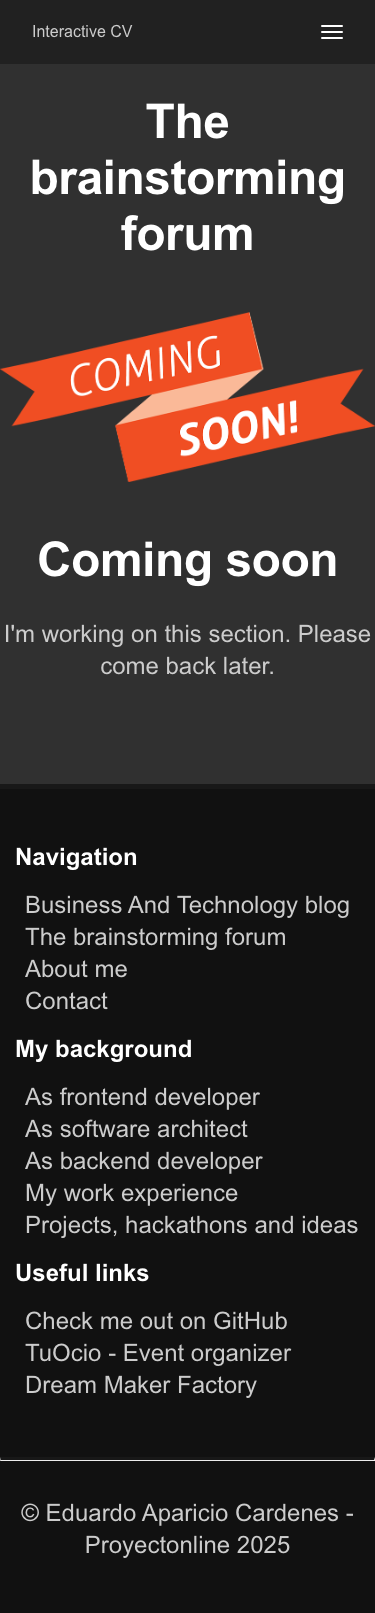 Interactive CV
The
brainstorming
forum
COMING
SOON!
Coming soon
I'm working on this section. Please
come back later.
Navigation
Business And Technology blog
The brainstorming forum
About me
Contact
My background
As frontend developer
As software architect
As backend developer
My work experience
Projects, hackathons and ideas
Useful links
Check me out on GitHub
TuOcio - Event organizer
Dream Maker Factory
© Eduardo Aparicio Cardenes -
Proyectonline 2025